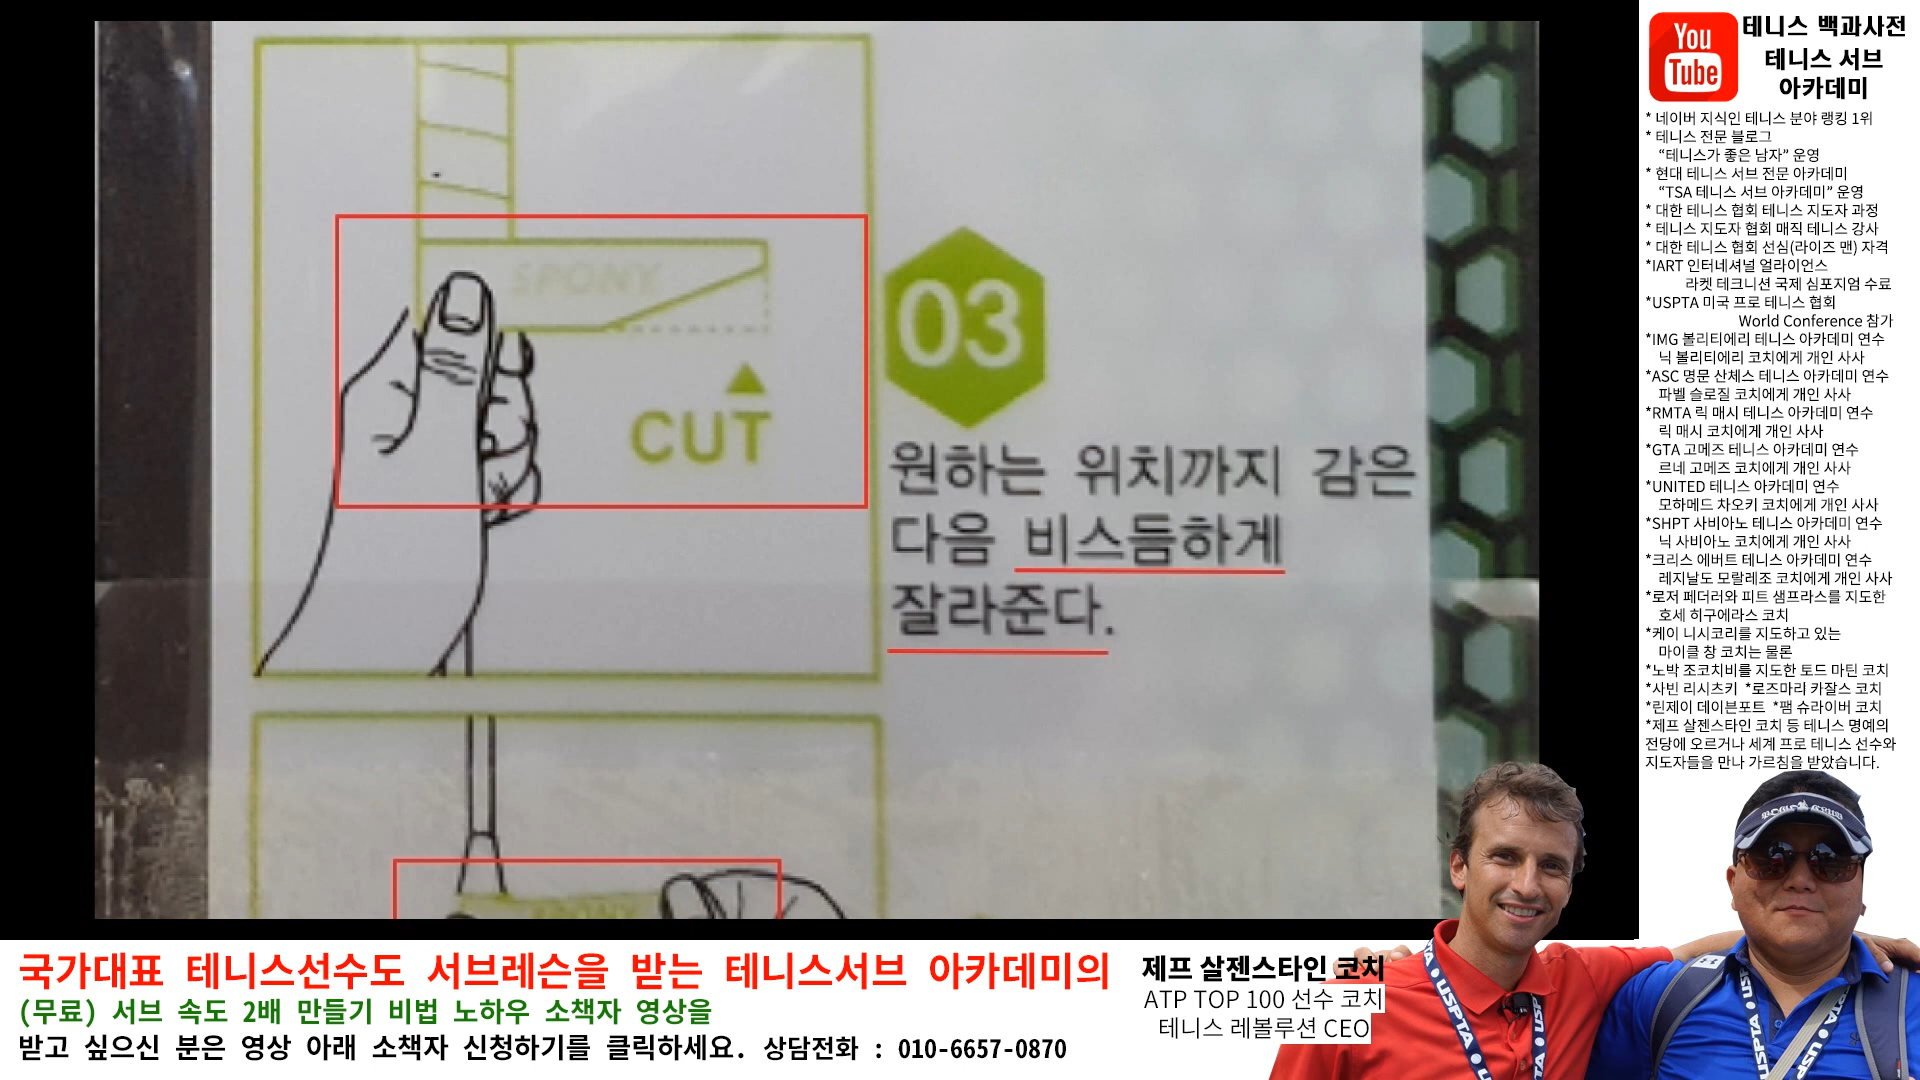 SPONY
CUT
03
원하는 위치까지 감은
다음 비스듬하게
잘라준다.
SPONY
You
Tube
테니스 백과사전
테니스 서브
아카데미
* 네이버 지식인 테니스 분야 랭킹 1위
* 테니스 전문 블로그
“테니스가 좋은 남자” 운영
* 현대 테니스 서브 전문 아카데미
“TSA 테니스 서브 아카데미” 운영
* 대한 테니스 협회 테니스 지도자 과정
* 테니스 지도자 협회 매직 테니스 강사
* 대한 테니스 협회 선심(라이즈 맨) 자격
*IART 인터네셔널 얼라이언스
라켓 테크니션 국제 심포지엄 수료
*USPTA 미국 프로 테니스 협회
World Conference 참가
*IMG 볼리티에리 테니스 아카데미 연수
닉 볼리티에리 코치에게 개인 사사
*ASC 명문 산체스 테니스 아카데미 연수
파벨 슬로질 코치에게 개인 사사
*RMTA 릭 매시 테니스 아카데미 연수
릭 매시 코치에게 개인 사사
*GTA 고메즈 테니스 아카데미 연수
르네 고메즈 코치에게 개인 사사
*UNITED 테니스 아카데미 연수
모하메드 차오키 코치에게 개인 사사
*SHPT 사비아노 테니스 아카데미 연수
닉 사비아노 코치에게 개인 사사
*크리스 에버트 테니스 아카데미 연수
레지날도 모랄레조 코치에게 개인 사사
*로저 페더러와 피트 샘프라스를 지도한
호세 히구에라스 코치
*케이 니시코리를 지도하고 있는
마이클 창 코치는 물론
*노박 조코치비를 지도한 토드 마틴 코치
*사빈 리시츠키 *로즈마리 카잘스 코치
*린제이 데이븐포트 *팸 슈라이버 코치
*제프 살젠스타인 코치 등 테니스 명예의
전당에 오르거나 세계 프로 테니스 선수와
지도자들을 만나 가르침을 받았습니다.
국가대표 테니스선수도 서브레슨을 받는 테니스서브 아카데미의
(무료) 서브 속도 2배 만들기 비법 노하우 소책자 영상을
받고 싶으신 분은 영상 아래 소책자 신청하기를 클릭하세요. 상담전화 : 010-6657-0870
제프 살젠스타인 코치
ATP TOP 100 선수 코치
테니스 레볼루션 CEO
USPTA
USPTA